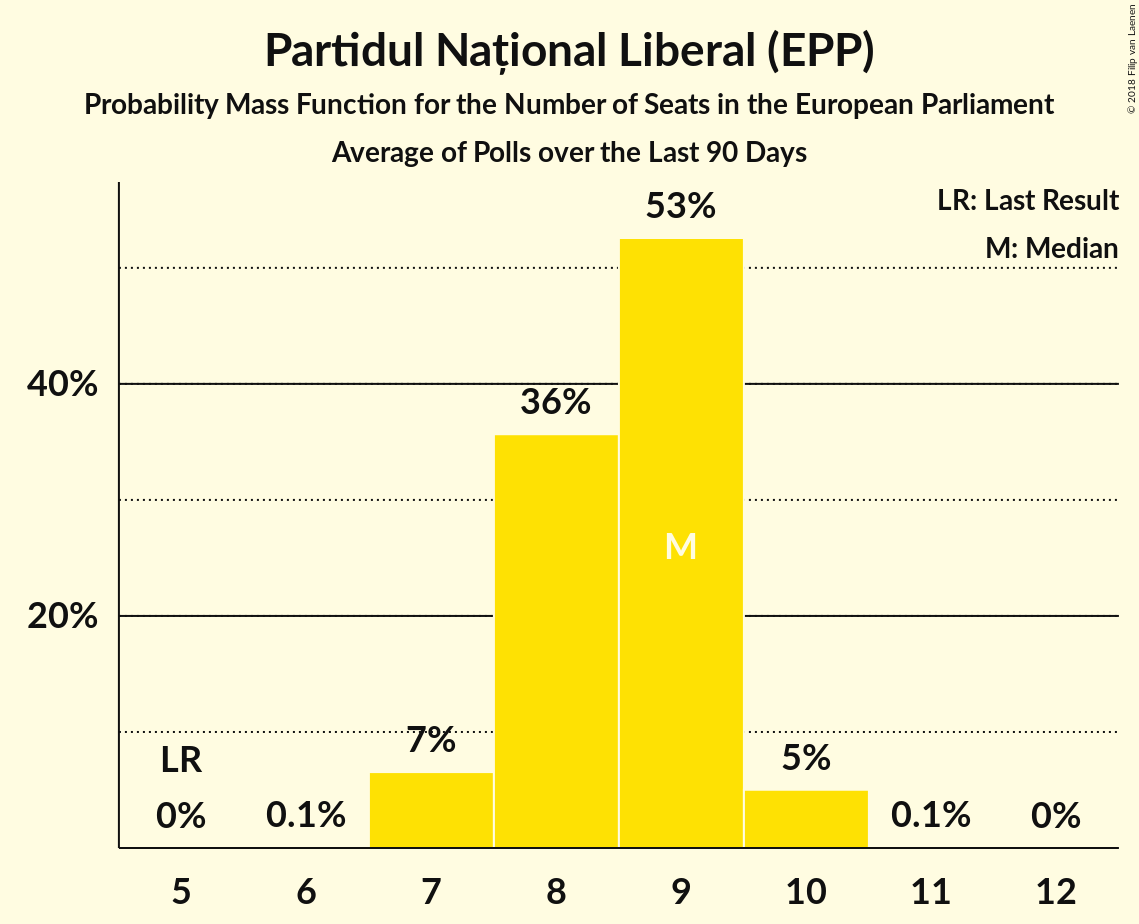 Partidul Național Liberal (EPP)
Probability Mass Function for the Number of Seats in the European Parliament
Average of Polls over the Last 90 Days
© 2018 Filip van Laenen
LR: Last Result
M: Median
53%
40%
36%
M
20%
7%
5%
LR
0%
0.1%
0.1%
0%
5 6 7 8 9 10 11 12